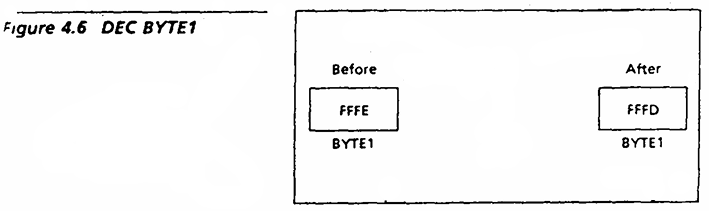 Figure 4.6 DEC BYTE1
Before After
FFFE FFFD
BYTE1 BYTE1